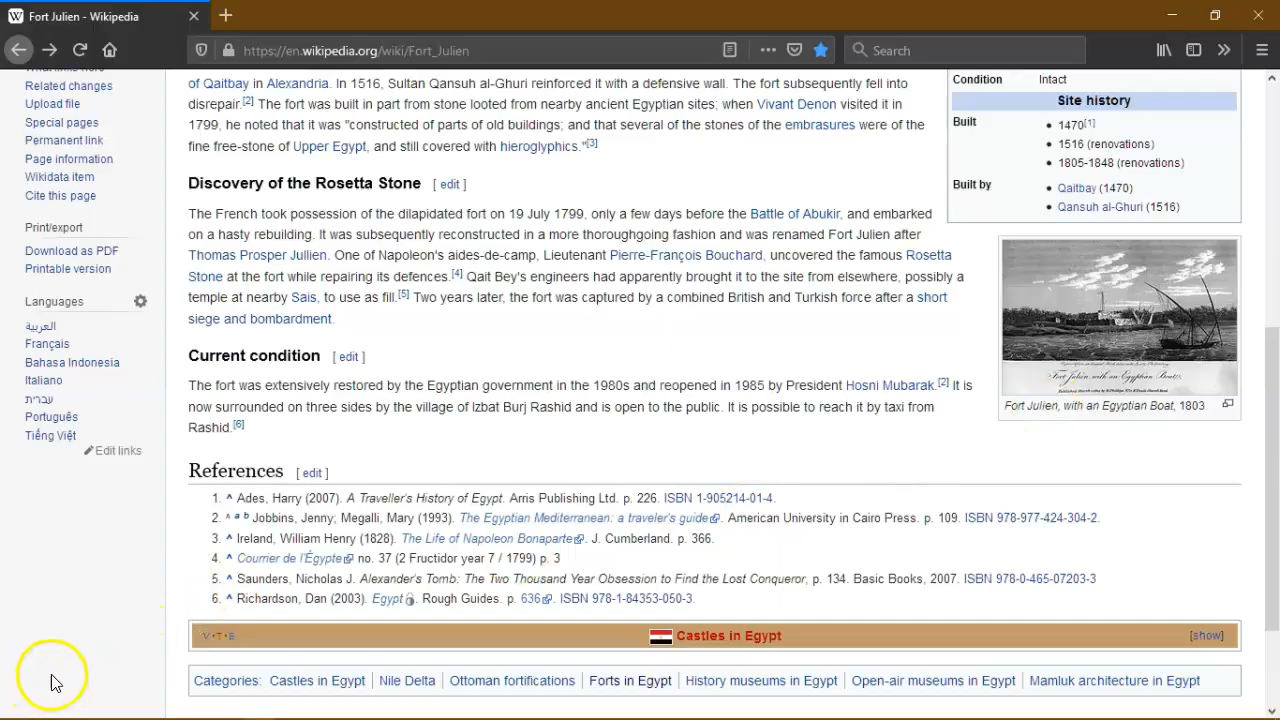 Fort Julien - Wikipedia
https://en.wikipedia.org/wiki/Fort_Julien
Search
Related changes
Upload file
Special pages
Permanent link
Page information
Wikidata item
Cite this page
Print/export
Download as PDF
Printable version
Languages
العربية
Français
Bahasa Indonesia
Italiano
עברית
Português
Tiếng Việt
Edit links
of Qaitbay in Alexandria. In 1516, Sultan Qansuh al-Ghuri reinforced it with a defensive wall. The fort subsequently fell into
disrepair.[2] The fort was built in part from stone looted from nearby ancient Egyptian sites; when Vivant Denon visited it in
1799, he noted that it was "constructed of parts of old buildings; and that several of the stones of the embrasures were of the
fine free-stone of Upper Egypt, and still covered with hieroglyphics."[3]
Discovery of the Rosetta Stone [ edit ]
The French took possession of the dilapidated fort on 19 July 1799, only a few days before the Battle of Abukir, and embarked
on a hasty rebuilding. It was subsequently reconstructed in a more thoroughgoing fashion and was renamed Fort Julien after
Thomas Prosper Jullien. One of Napoleon's aides-de-camp, Lieutenant Pierre-François Bouchard, uncovered the famous Rosetta
Stone at the fort while repairing its defences.[4] Qait Bey's engineers had apparently brought it to the site from elsewhere, possibly a
temple at nearby Sais, to use as fill.[5] Two years later, the fort was captured by a combined British and Turkish force after a short
siege and bombardment.
Current condition [ edit ]
The fort was extensively restored by the Egyptian government in the 1980s and reopened in 1985 by President Hosni Mubarak.[2] It is
now surrounded on three sides by the village of Izbat Burj Rashid and is open to the public. It is possible to reach it by taxi from
Rashid.[6]
Condition Intact
Site history
Built
• 1470[1]
• 1516 (renovations)
• 1805-1848 (renovations)
Built by
• Qaitbay (1470)
• Qansuh al-Ghuri (1516)
Fort Julien, with an Egyptian Boat.
Fort Julien, with an Egyptian Boat, 1803
References [ edit ]
1. ^ Ades, Harry (2007). A Traveller's History of Egypt. Arris Publishing Ltd. p. 226. ISBN 1-905214-01-4.
2. ^ a b Jobbins, Jenny; Megalli, Mary (1993). The Egyptian Mediterranean: a traveler's guide. American University in Cairo Press. p. 109. ISBN 978-977-424-304-2.
3. ^ Ireland, William Henry (1828). The Life of Napoleon Bonaparte. J. Cumberland. p. 366.
4. ^ Courrier de l'Égypte no. 37 (2 Fructidor year 7 / 1799) p. 3
5. ^ Saunders, Nicholas J. Alexander's Tomb: The Two Thousand Year Obsession to Find the Lost Conqueror, p. 134. Basic Books, 2007. ISBN 978-0-465-07203-3
6. ^ Richardson, Dan (2003). Egypt. Rough Guides. p. 636. ISBN 978-1-84353-050-3.
V • T • E Castles in Egypt [show]
Categories: Castles in Egypt | Nile Delta | Ottoman fortifications | Forts in Egypt | History museums in Egypt | Open-air museums in Egypt | Mamluk architecture in Egypt